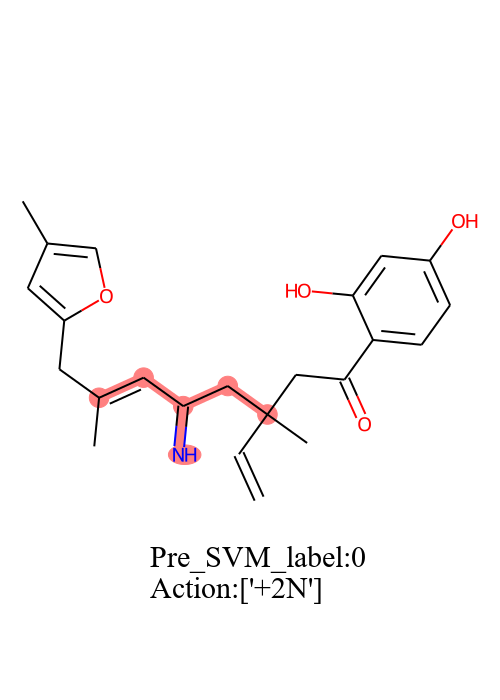 OH
HO
O
O
NH
Pre_SVM_label:0
Action:['+2N']